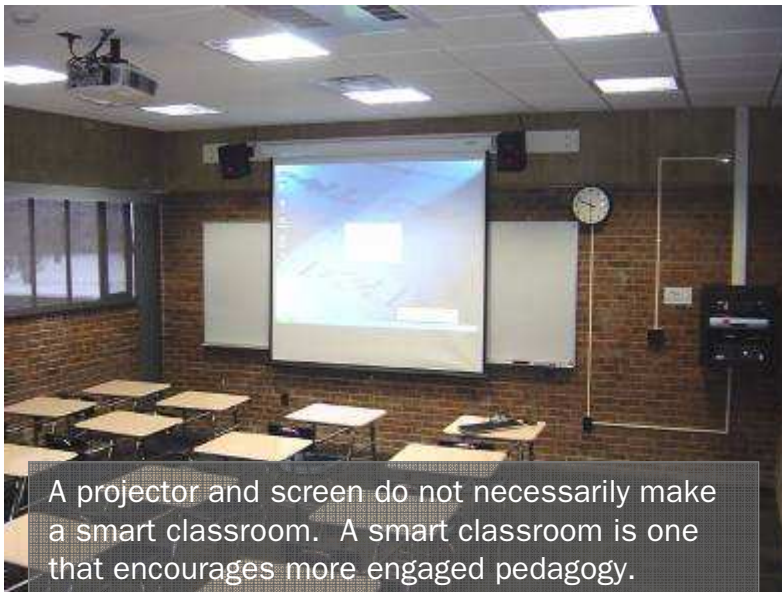 A projector and screen do not necessarily make
a smart classroom.  A smart classroom is one
that encourages more engaged pedagogy.